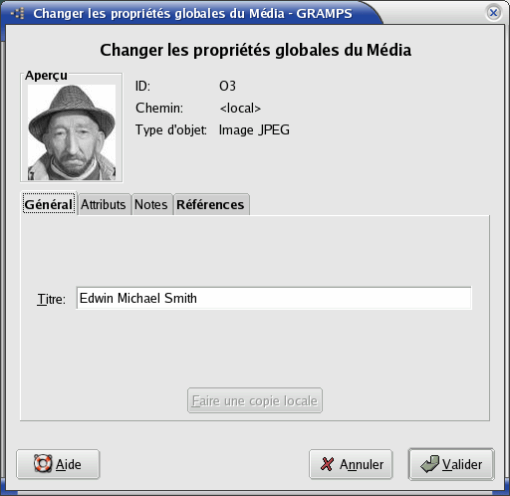 Changer les propriétés globales du Média - GRAMPS
Changer les propriétés globales du Média
Aperçu
ID: O3
Chemin: <local>
Type d'objet: Image JPEG
Général Attributs Notes Références
Titre: Edwin Michael Smith
Faire une copie locale
Aide Annuler Valider